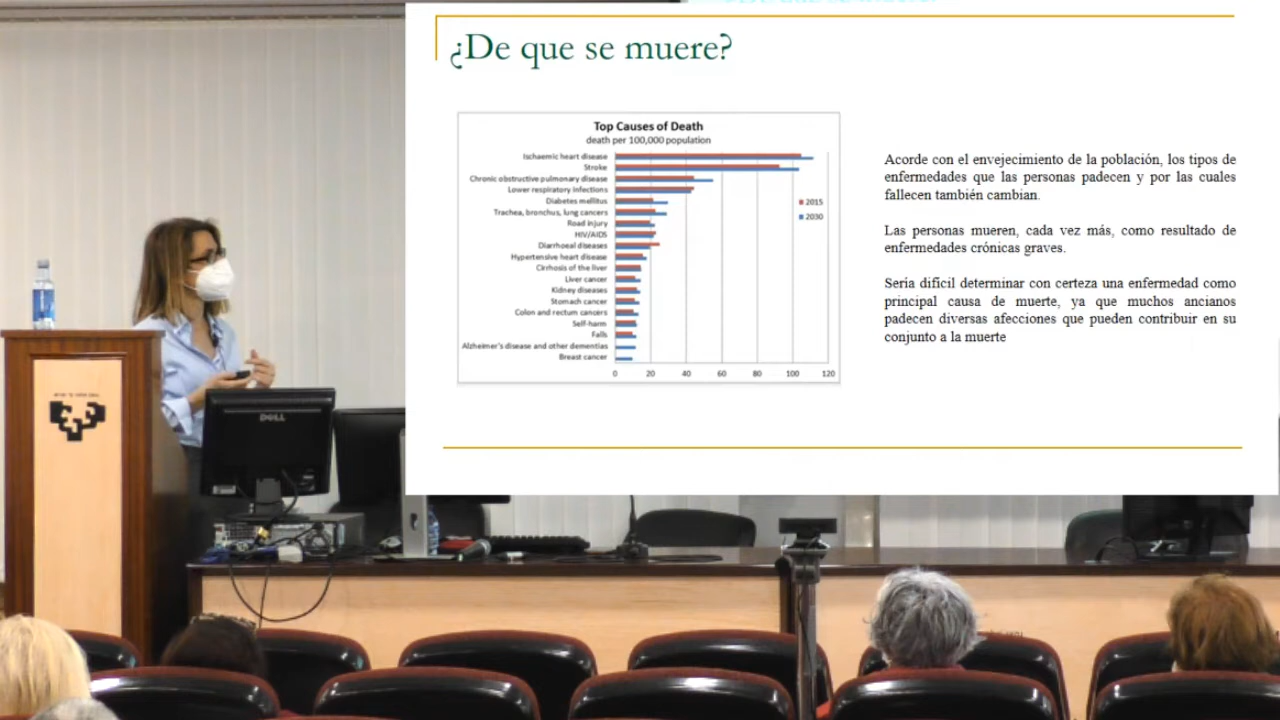 ¿De que se muere?
Top Causes of Death
death per 100,000 population
Ischaemic heart disease
Stroke
Chronic obstructive pulmonary disease
Lower respiratory infections
Diabetes mellitus
Trachea, bronchus, lung cancers
Road injury
HIV/AIDS
Diarrhoeal diseases
Hypertensive heart disease
Cirrhosis of the liver
Liver cancer
Kidney diseases
Stomach cancer
Colon and rectum cancers
Self-harm
Falls
Alzheimer's disease and other dementias
Breast cancer
0 20 40 60 80 100 120
2015
2030
Acorde con el envejecimiento de la población, los tipos de
enfermedades que las personas padecen y por las cuales
fallecen también cambian.
Las personas mueren, cada vez más, como resultado de
enfermedades crónicas graves.
Sería difícil determinar con certeza una enfermedad como
principal causa de muerte, ya que muchos ancianos
padecen diversas afecciones que pueden contribuir en su
conjunto a la muerte
DELL